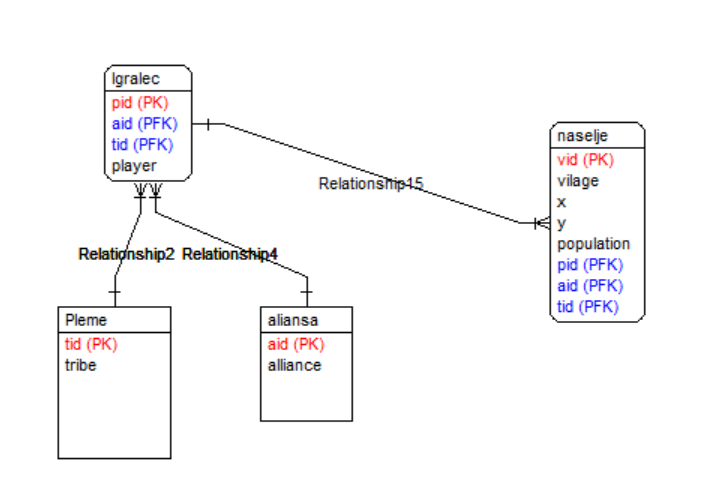 Igralec
pid (PK)
aid (PFK)
tid (PFK)
player
Relationship15
naselje
vid (PK)
vilage
x
y
population
pid (PFK)
aid (PFK)
tid (PFK)
Relationship2
Relationship4
Pleme
tid (PK)
tribe
aliansa
aid (PK)
alliance